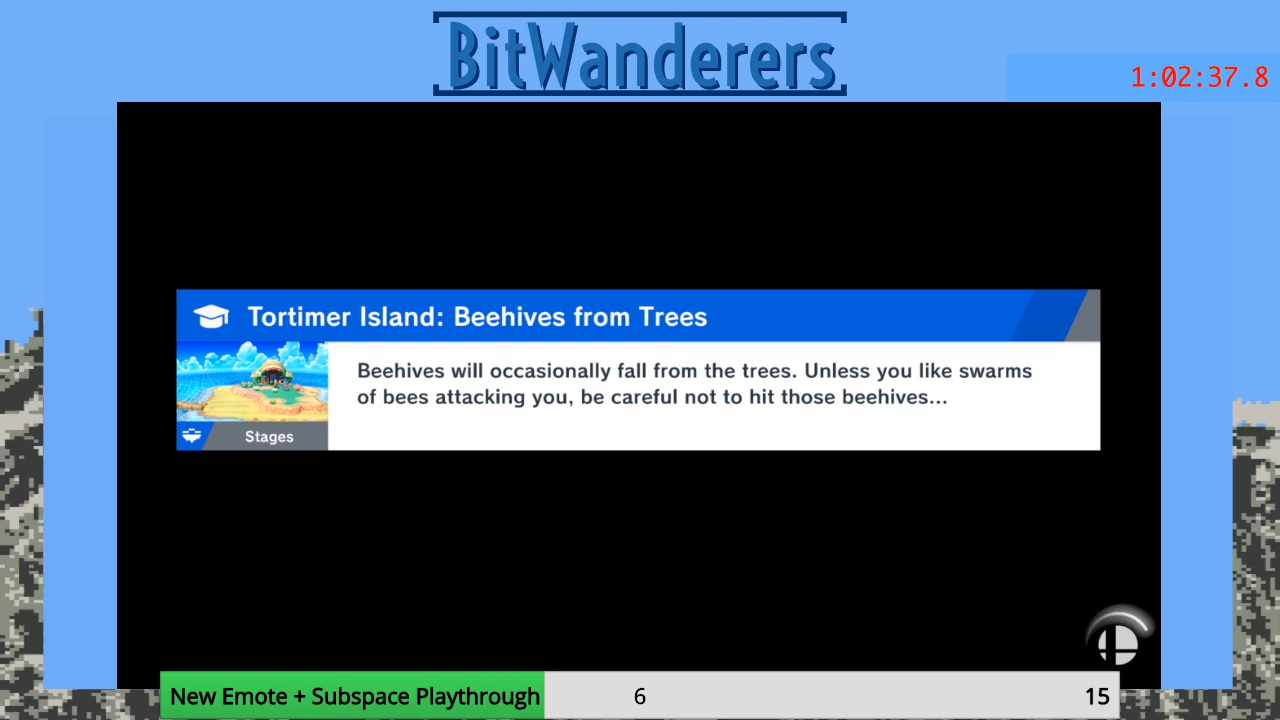 BitWanderers
1:02:37.8
Tortimer Island: Beehives from Trees
Beehives will occasionally fall from the trees. Unless you like swarms
of bees attacking you, be careful not to hit those beehives...
Stages
New Emote + Subspace Playthrough 6 15